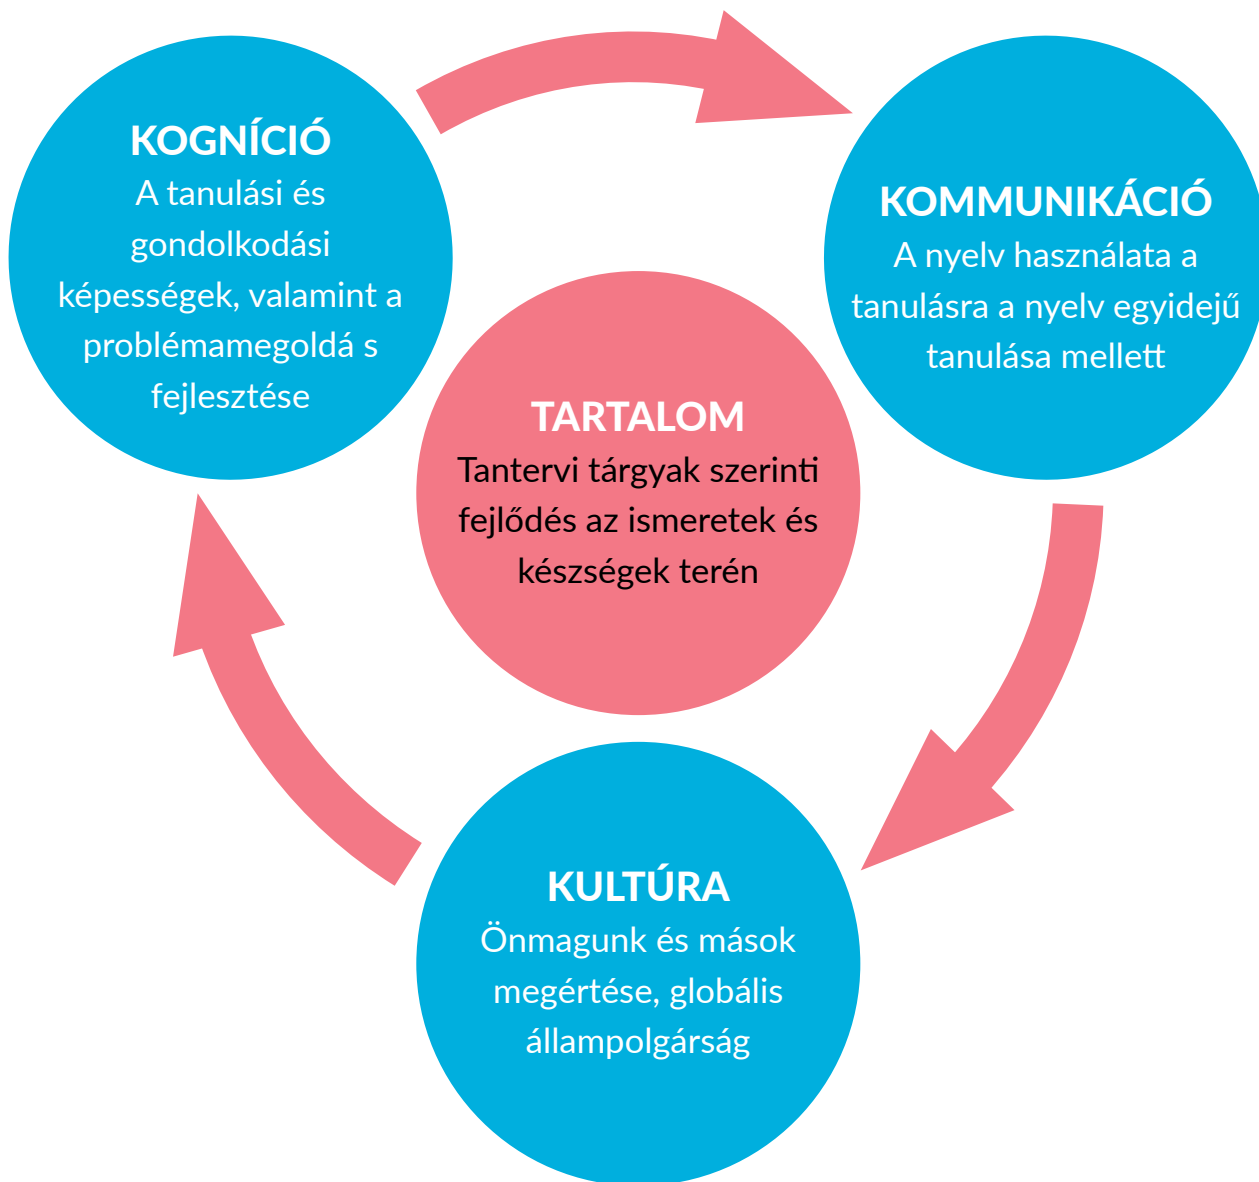 KOGNÍCIÓ
A tanulási és
gondolkodási
képességek, valamint a
problémamegoldá s
fejlesztése
KOMMUNIKÁCIÓ
A nyelv használata a
tanulásra a nyelv egyidejű
tanulása mellett
TARTALOM
Tantervi tárgyak szerinti
fejlődés az ismeretek és
készségek terén
KULTÚRA
Önmagunk és mások
megértése, globális
állampolgárság